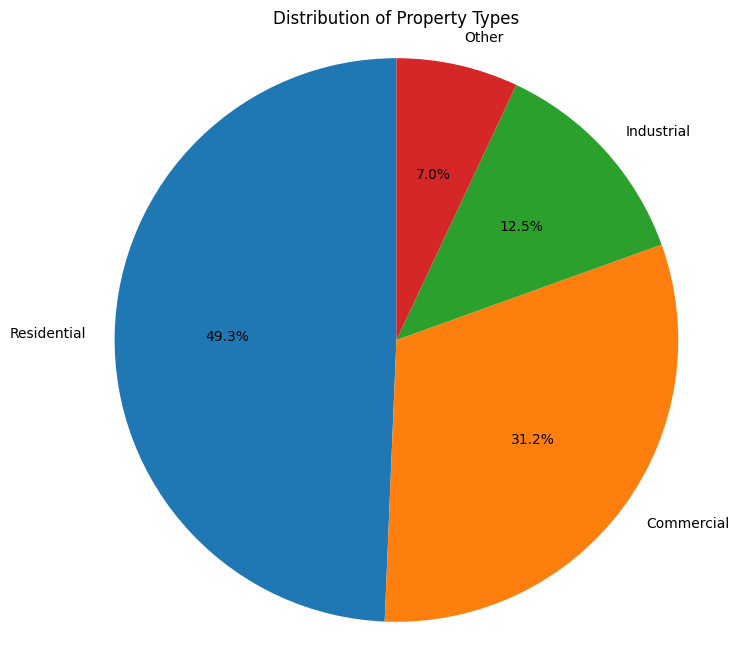 Distribution of Property Types
Other
Industrial
7.0%
12.5%
Residential
49.3%
31.2%
Commercial